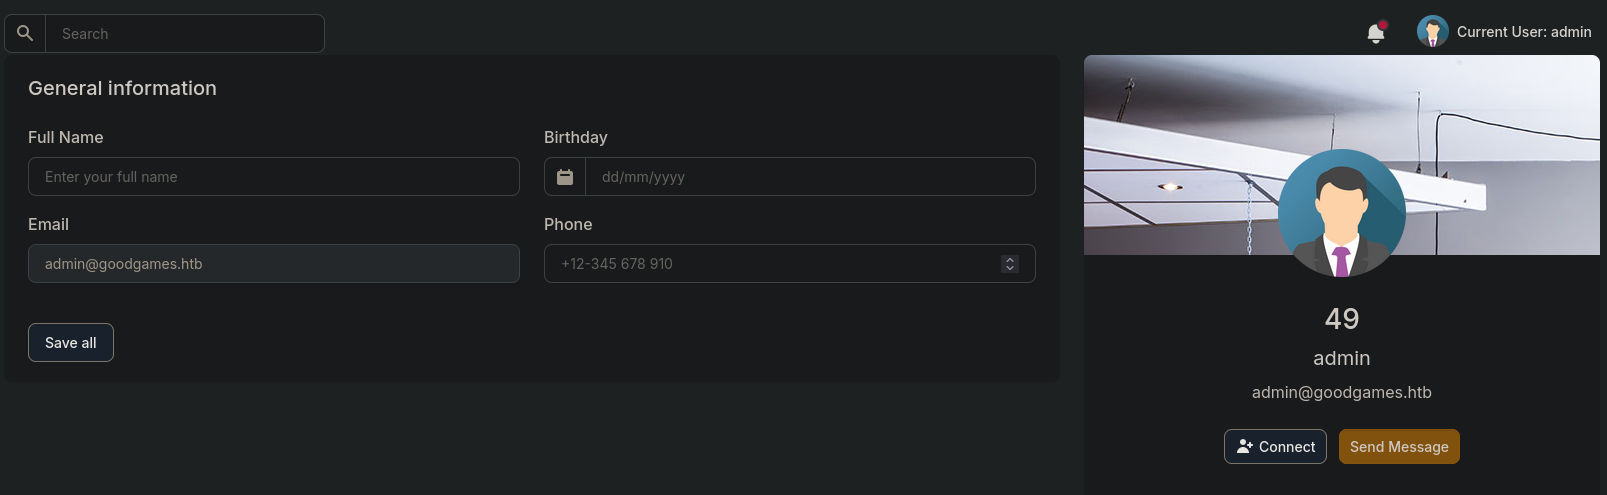 Search
Current User: admin
General information
Full Name
Birthday
Enter your full name
dd/mm/yyyy
Email
Phone
admin@goodgames.htb
+12-345 678 910
Save all
49
admin
admin@goodgames.htb
Connect
Send Message